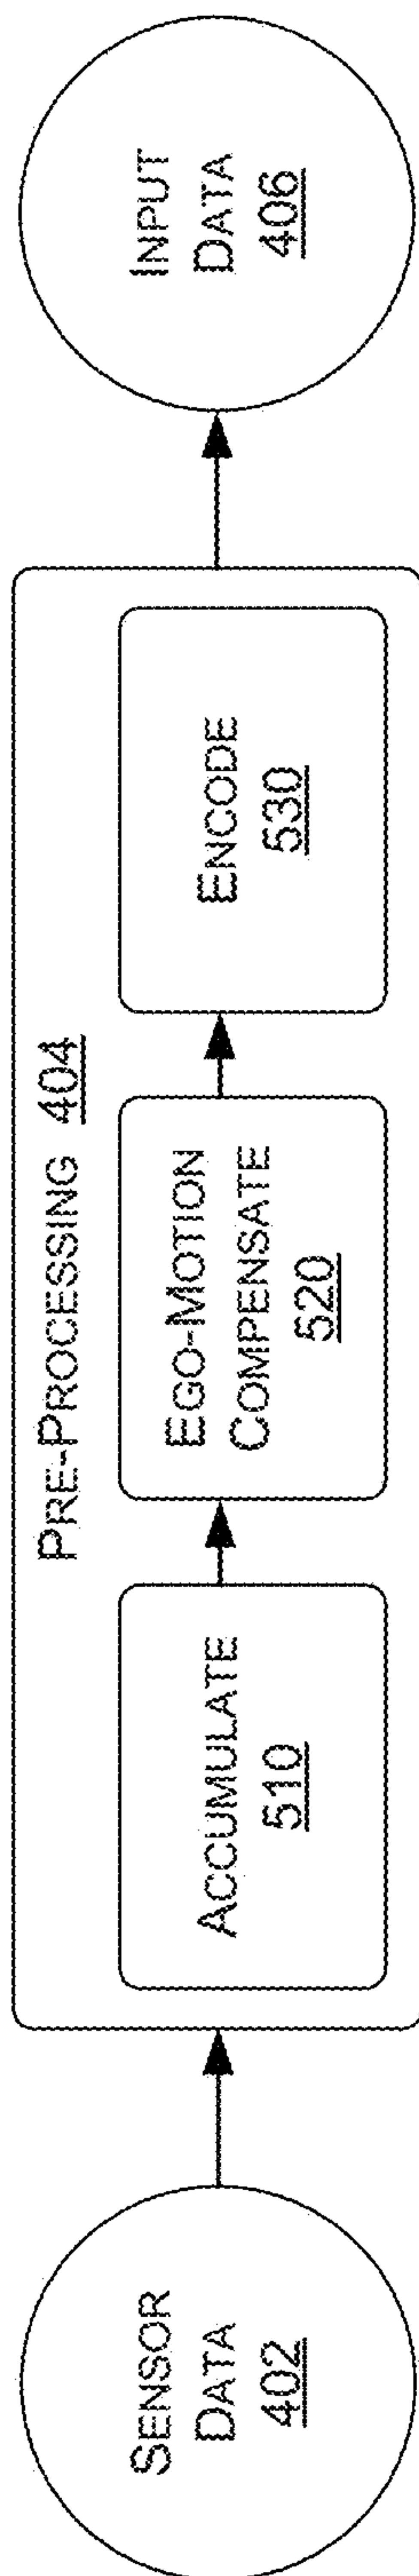 SENSOR
DATA
402
PRE-PROCESSING 404
ACCUMULATE
510
EGO-MOTION
COMPENSATE
520
ENCODE
530
INPUT
DATA
406